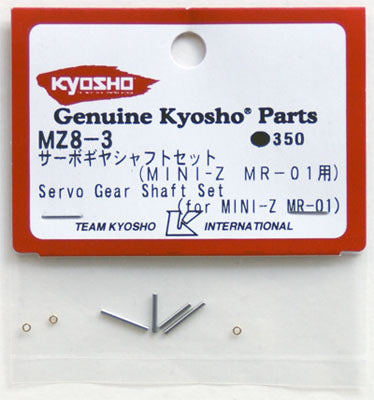 KYOSHO
Genuine Kyosho® Parts
MZ8-3 ●350
サーボギヤシャフトセット
(MINI-Z MR-01用)
Servo Gear Shaft Set
(for MINI-Z MR-01)
TEAM KYOSHO K INTERNATIONAL